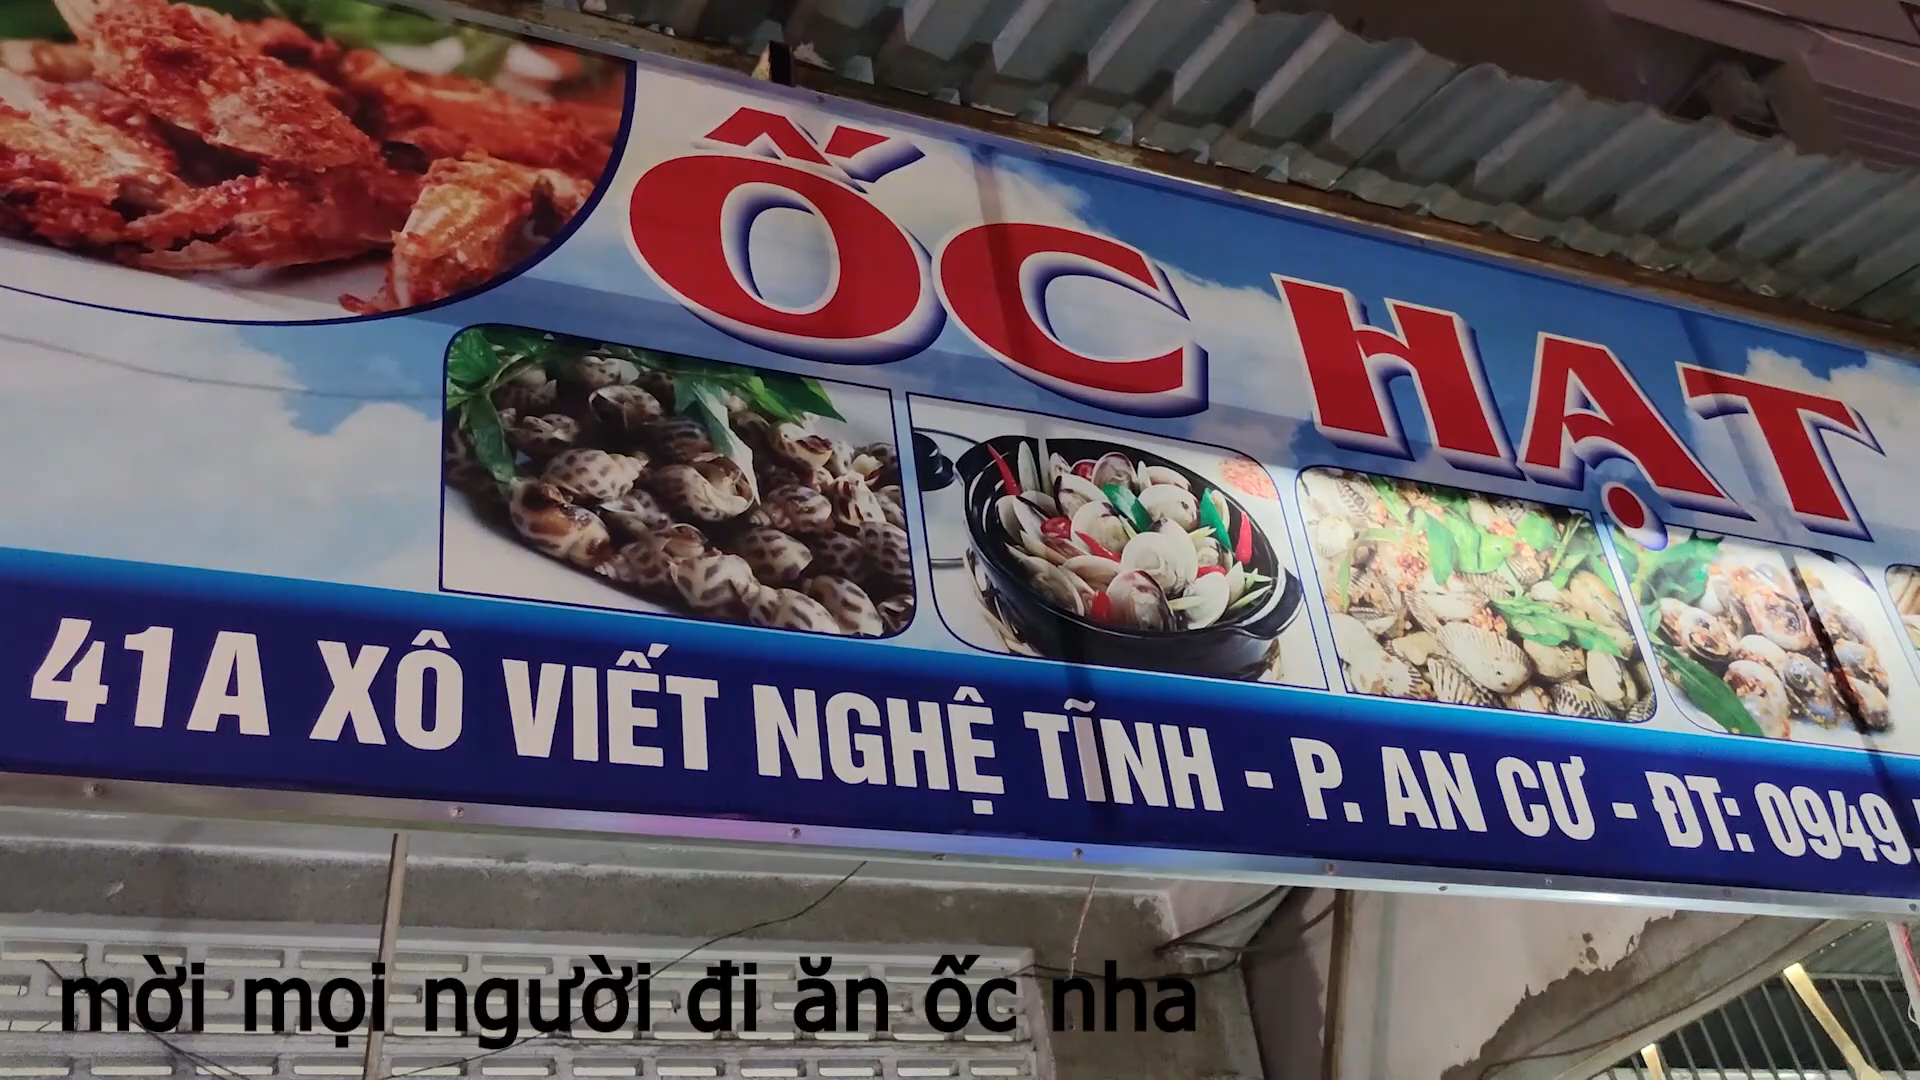 ỐC HẠT
41A XÔ VIẾT NGHỆ TĨNH - P. AN CƯ - ĐT: 0949.
mời mọi người đi ăn ốc nha